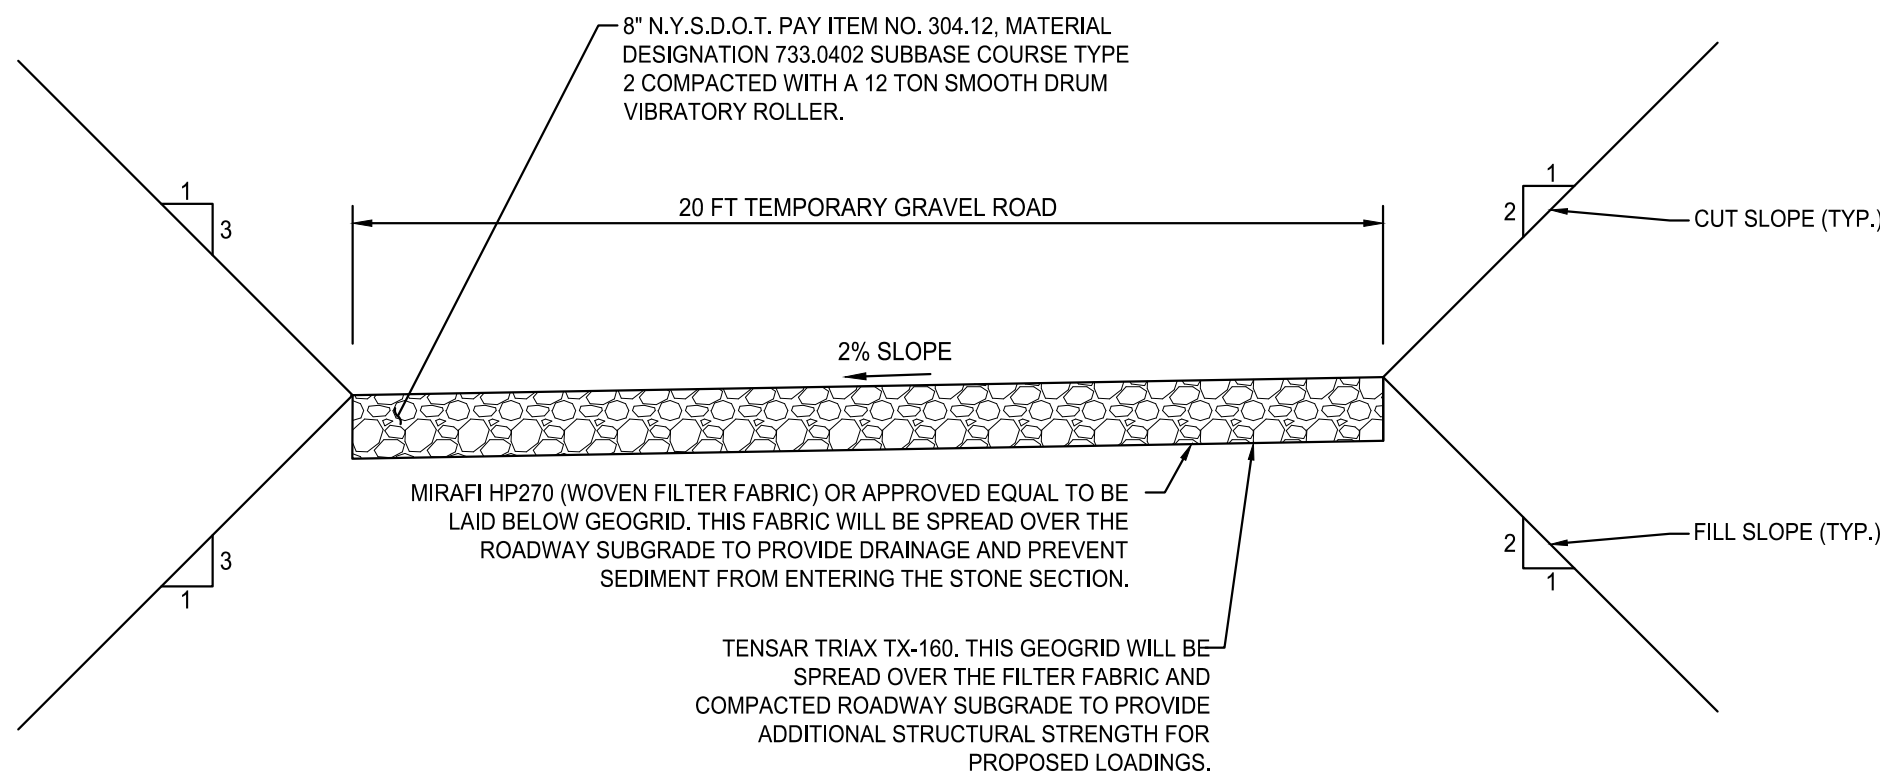 8" N.Y.S.D.O.T. PAY ITEM NO. 304.12, MATERIAL
DESIGNATION 733.0402 SUBBASE COURSE TYPE
2 COMPACTED WITH A 12 TON SMOOTH DRUM
VIBRATORY ROLLER.
1
3
20 FT TEMPORARY GRAVEL ROAD
1
2
CUT SLOPE (TYP.)
2% SLOPE
MIRAFI HP270 (WOVEN FILTER FABRIC) OR APPROVED EQUAL TO BE
LAID BELOW GEOGRID. THIS FABRIC WILL BE SPREAD OVER THE
ROADWAY SUBGRADE TO PROVIDE DRAINAGE AND PREVENT
SEDIMENT FROM ENTERING THE STONE SECTION.
3
1
2
1
FILL SLOPE (TYP.)
TENSAR TRIAX TX-160. THIS GEOGRID WILL BE
SPREAD OVER THE FILTER FABRIC AND
COMPACTED ROADWAY SUBGRADE TO PROVIDE
ADDITIONAL STRUCTURAL STRENGTH FOR
PROPOSED LOADINGS.